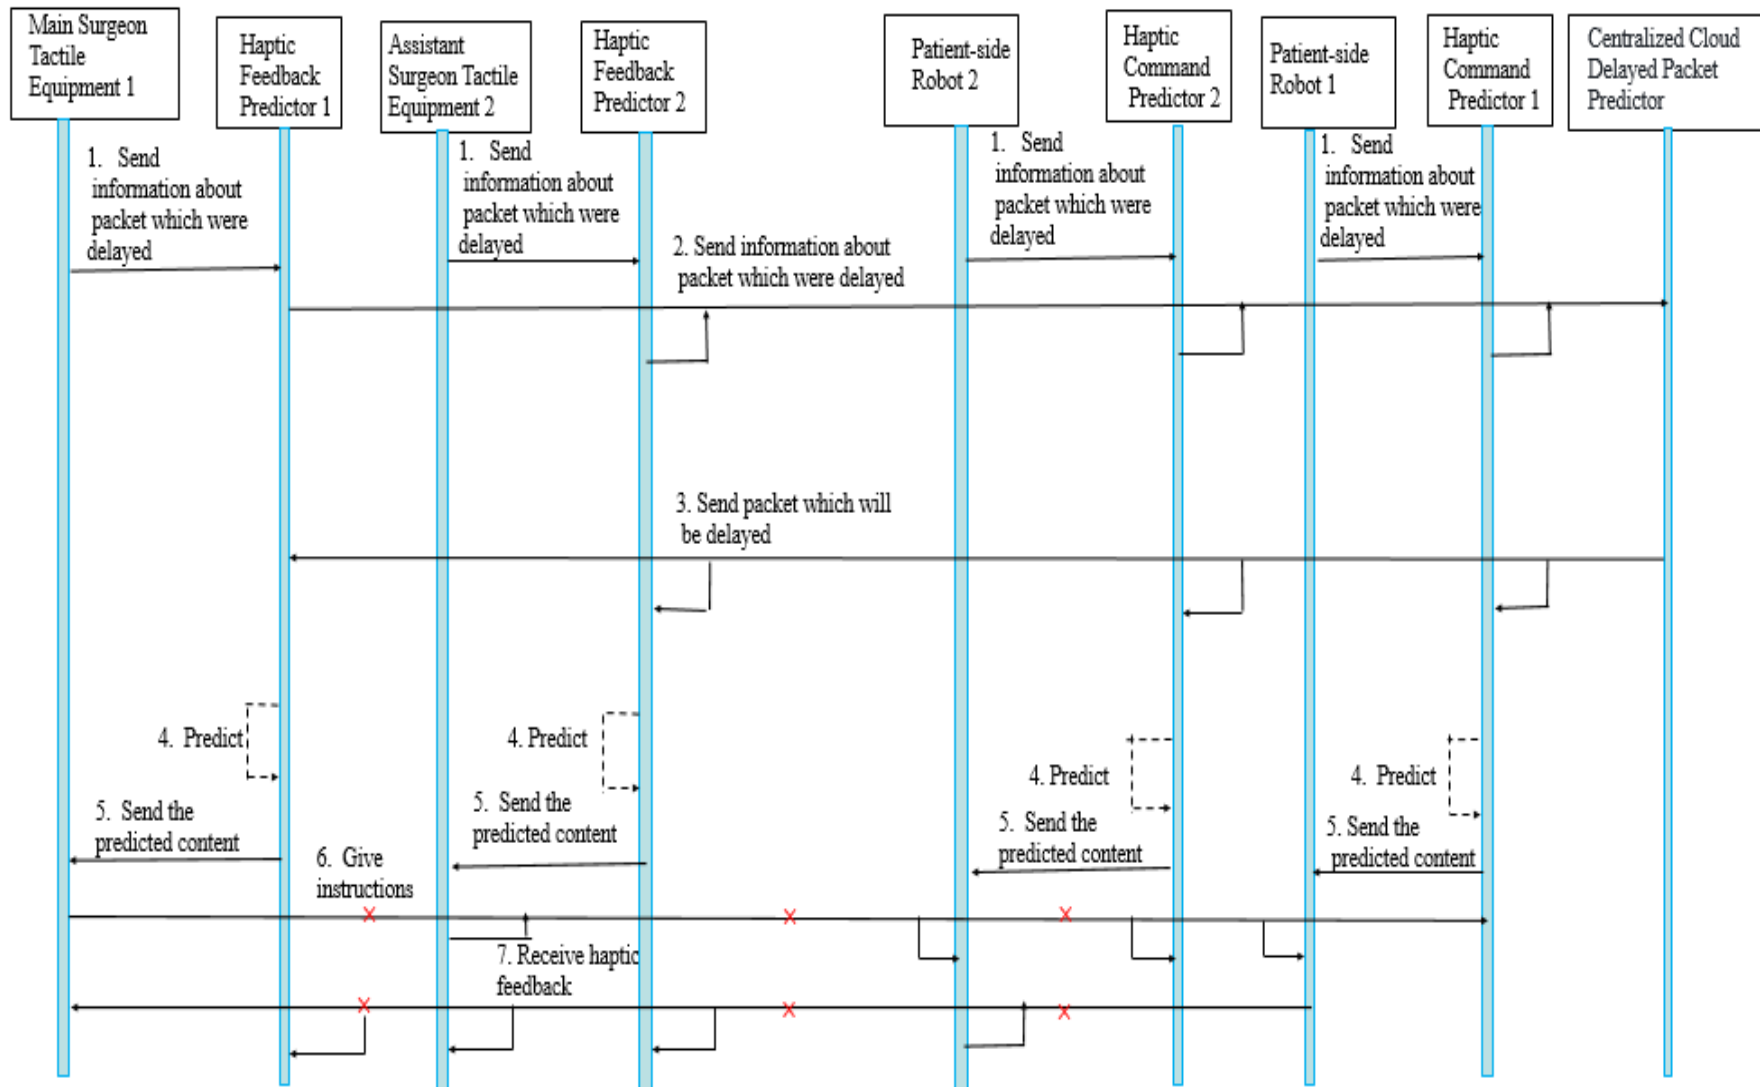 Main Surgeon
Tactile
Equipment 1
Haptic
Feedback
Predictor 1
Assistant
Surgeon Tactile
Equipment 2
Haptic
Feedback
Predictor 2
Patient-side
Robot 2
Haptic
Command
Predictor 2
Patient-side
Robot 1
Haptic
Command
Predictor 1
Centralized Cloud
Delayed Packet
Predictor
1. Send
information about
packet which were
delayed
1. Send
information about
packet which were
delayed
1. Send
information about
packet which were
delayed
1. Send
information about
packet which were
delayed
2. Send information about
packet which were delayed
3. Send packet which will
be delayed
4. Predict
4. Predict
4. Predict
4. Predict
5. Send the
predicted content
5. Send the
predicted content
5. Send the
predicted content
5. Send the
predicted content
6. Give
instructions
7. Receive haptic
feedback